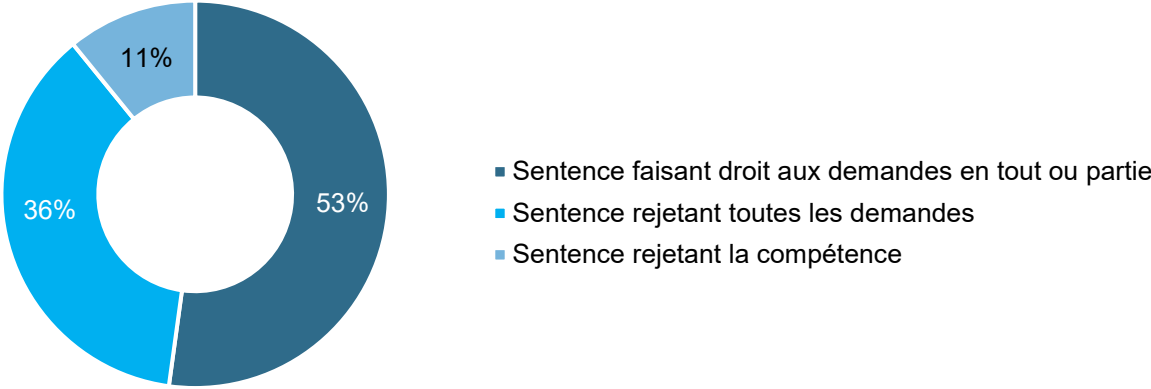 11%
36%
53%
Sentence faisant droit aux demandes en tout ou partie
Sentence rejetant toutes les demandes
Sentence rejetant la compétence